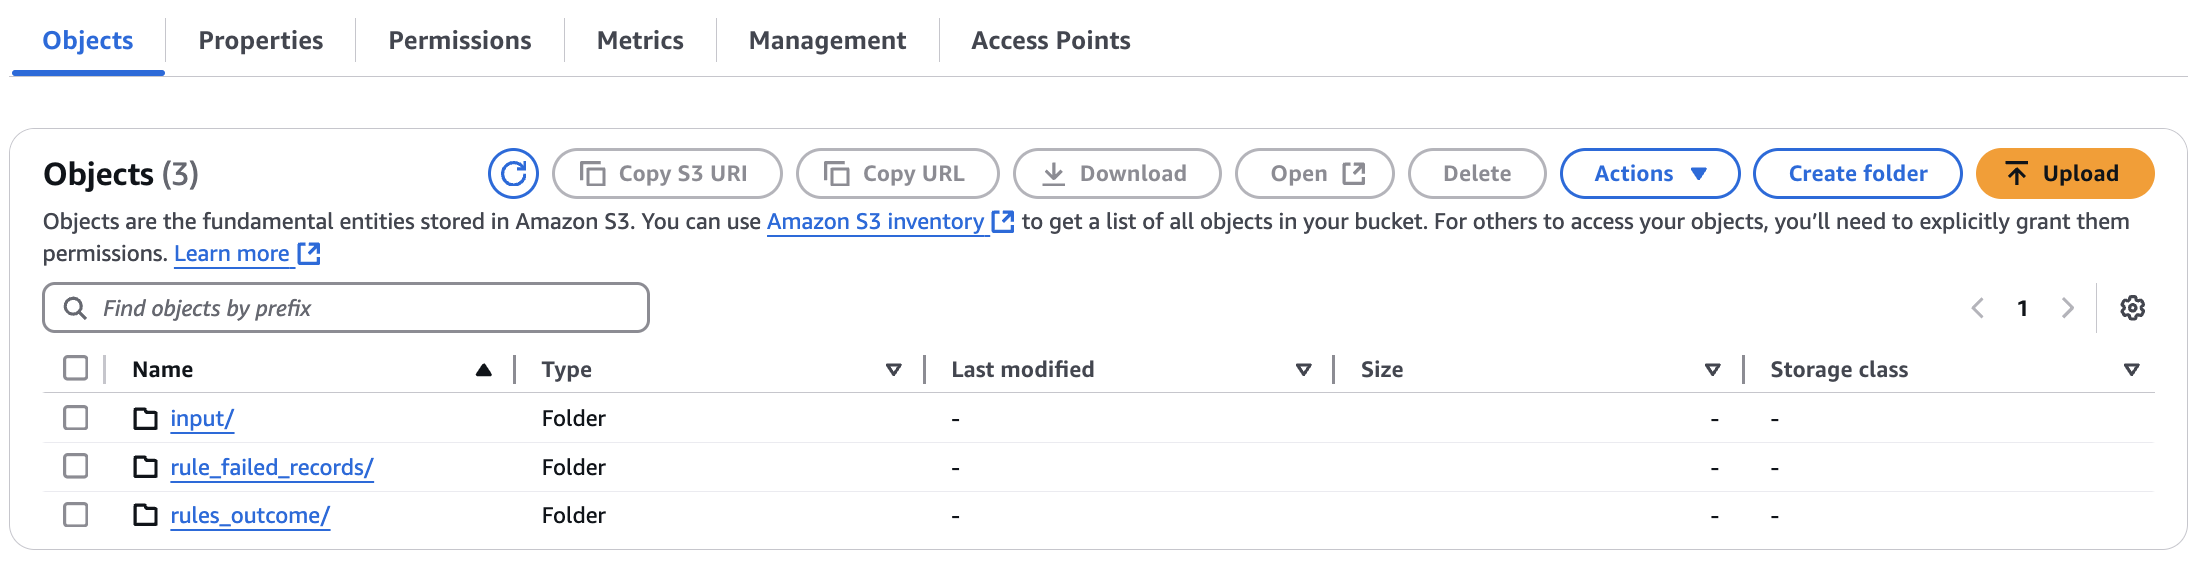 Objects Properties Permissions Metrics Management Access Points
Objects (3) Copy S3 URI Copy URL Download Open Delete Actions Create folder Upload
Objects are the fundamental entities stored in Amazon S3. You can use Amazon S3 inventory to get a list of all objects in your bucket. For others to access your objects, you’ll need to explicitly grant them
permissions. Learn more
Find objects by prefix 1
Name Type Last modified Size Storage class
input/ Folder - - -
rule_failed_records/ Folder - - -
rules_outcome/ Folder - - -